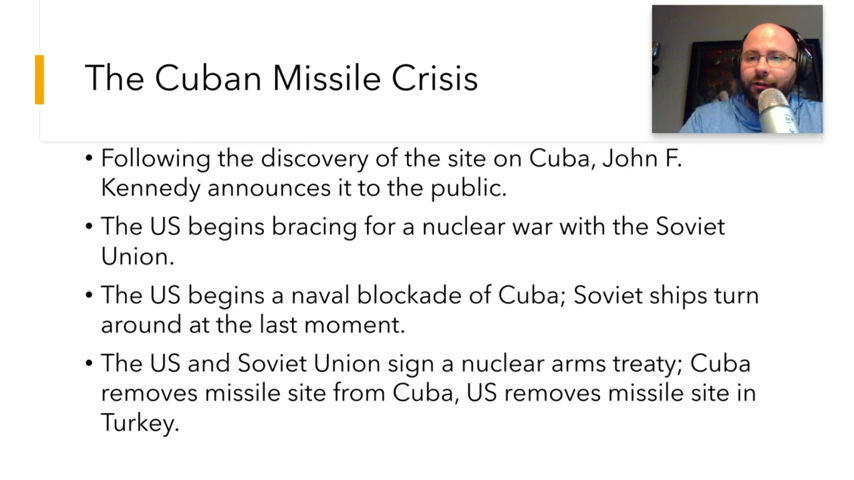 The Cuban Missile Crisis
• Following the discovery of the site on Cuba, John F.
Kennedy announces it to the public.
• The US begins bracing for a nuclear war with the Soviet
Union.
• The US begins a naval blockade of Cuba; Soviet ships turn
around at the last moment.
• The US and Soviet Union sign a nuclear arms treaty; Cuba
removes missile site from Cuba, US removes missile site in
Turkey.